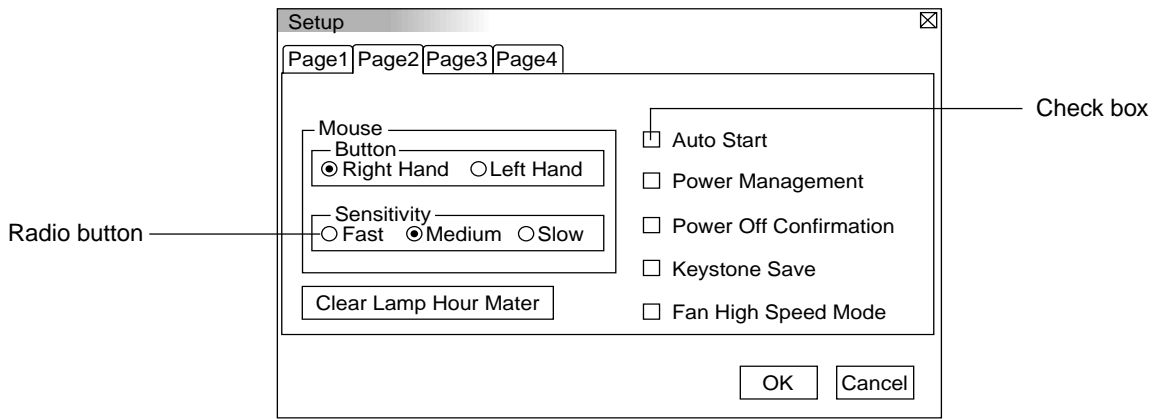 Setup
Page1 Page2 Page3 Page4
Mouse
Button
Right Hand Left Hand
Sensitivity
Fast Medium Slow
Clear Lamp Hour Mater
Auto Start
Power Management
Power Off Confirmation
Keystone Save
Fan High Speed Mode
OK Cancel
Radio button
Check box